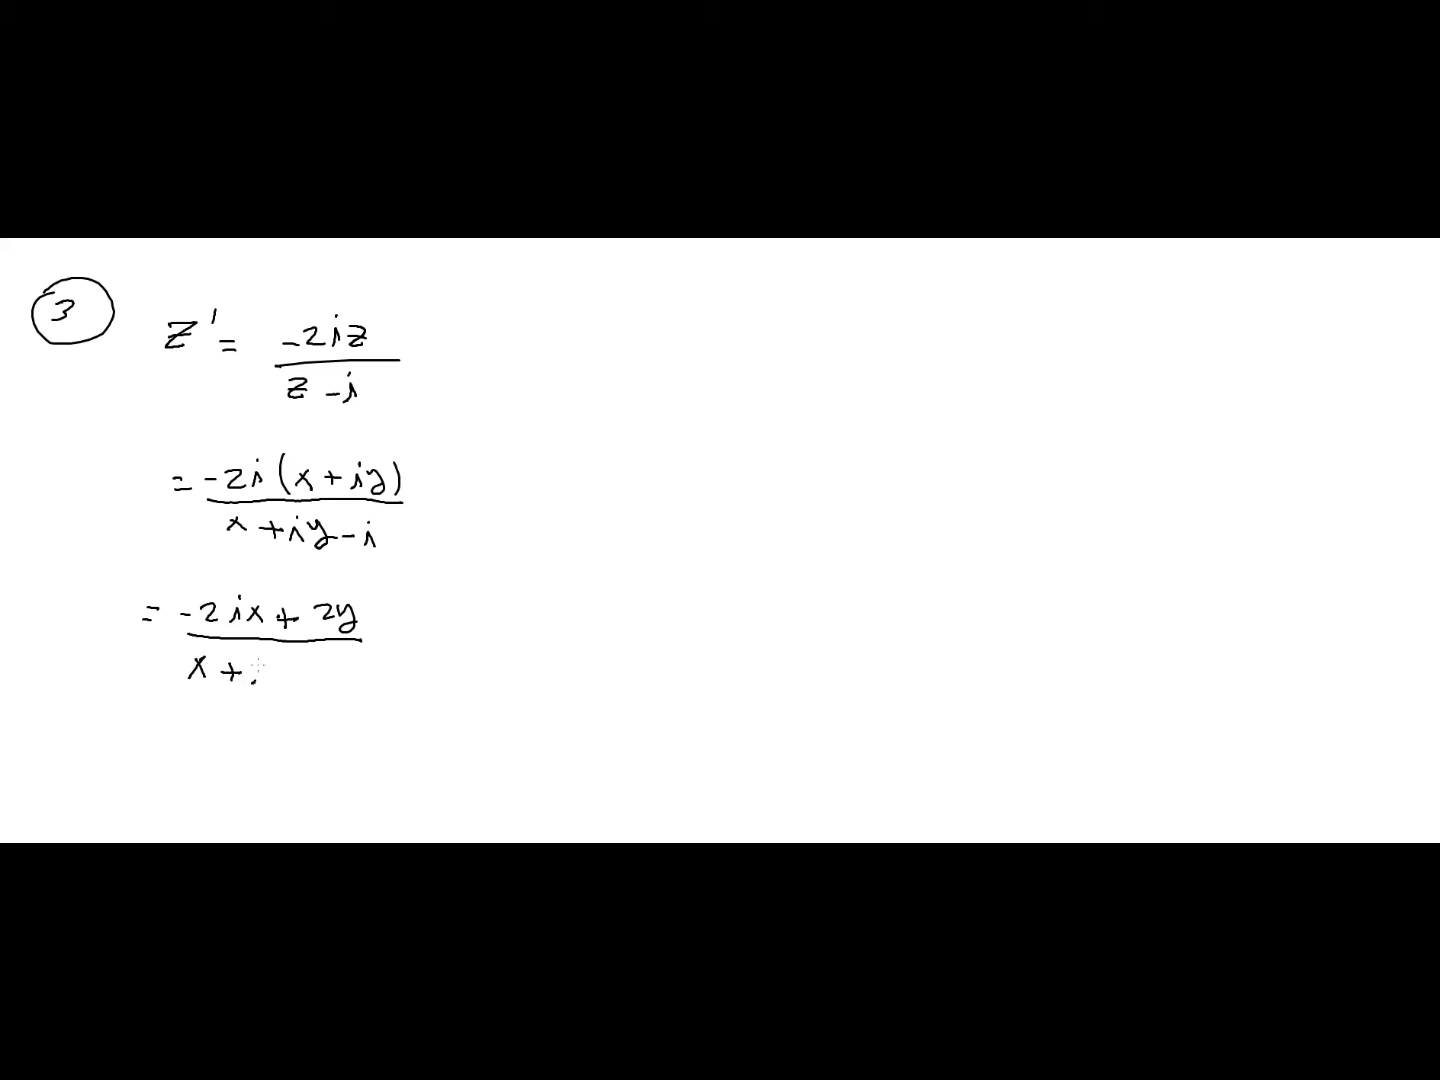 3
z' = -2iz / z - i
= -2i (x + iy) / x + iy - i
= -2ix + 2y / x +